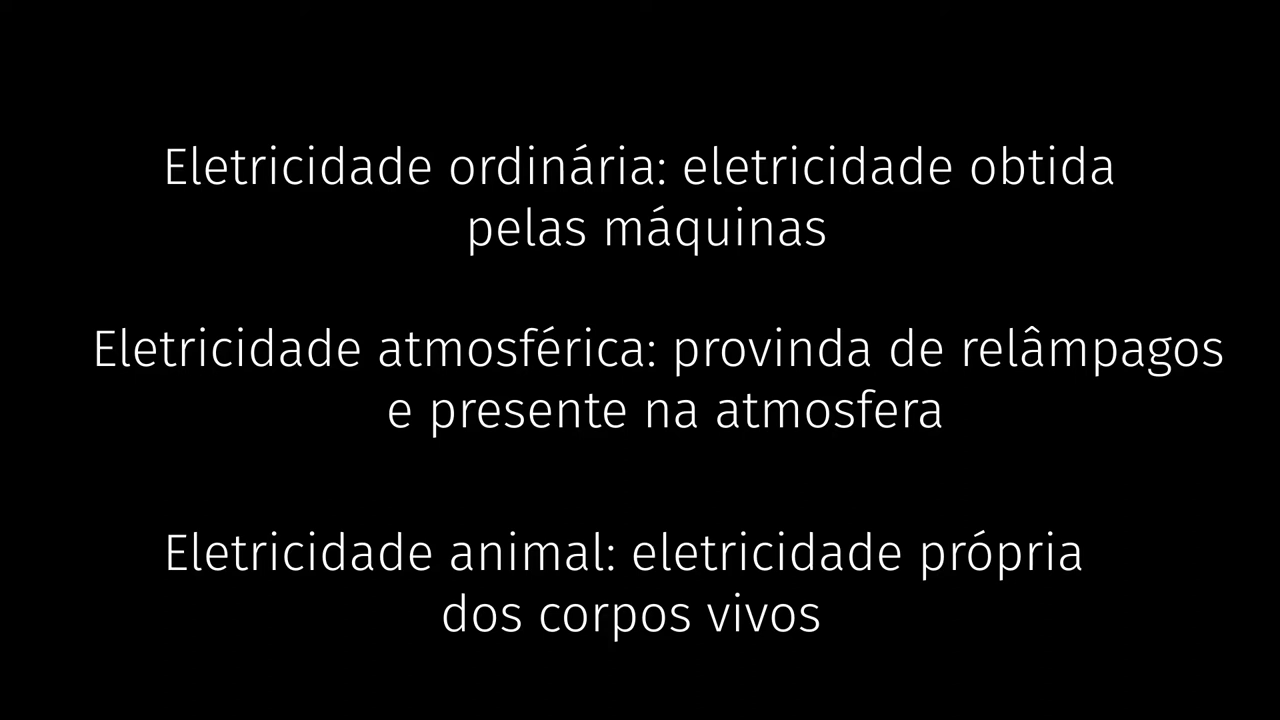 Eletricidade ordinária: eletricidade obtida
pelas máquinas
Eletricidade atmosférica: provinda de relâmpagos
e presente na atmosfera
Eletricidade animal: eletricidade própria
dos corpos vivos